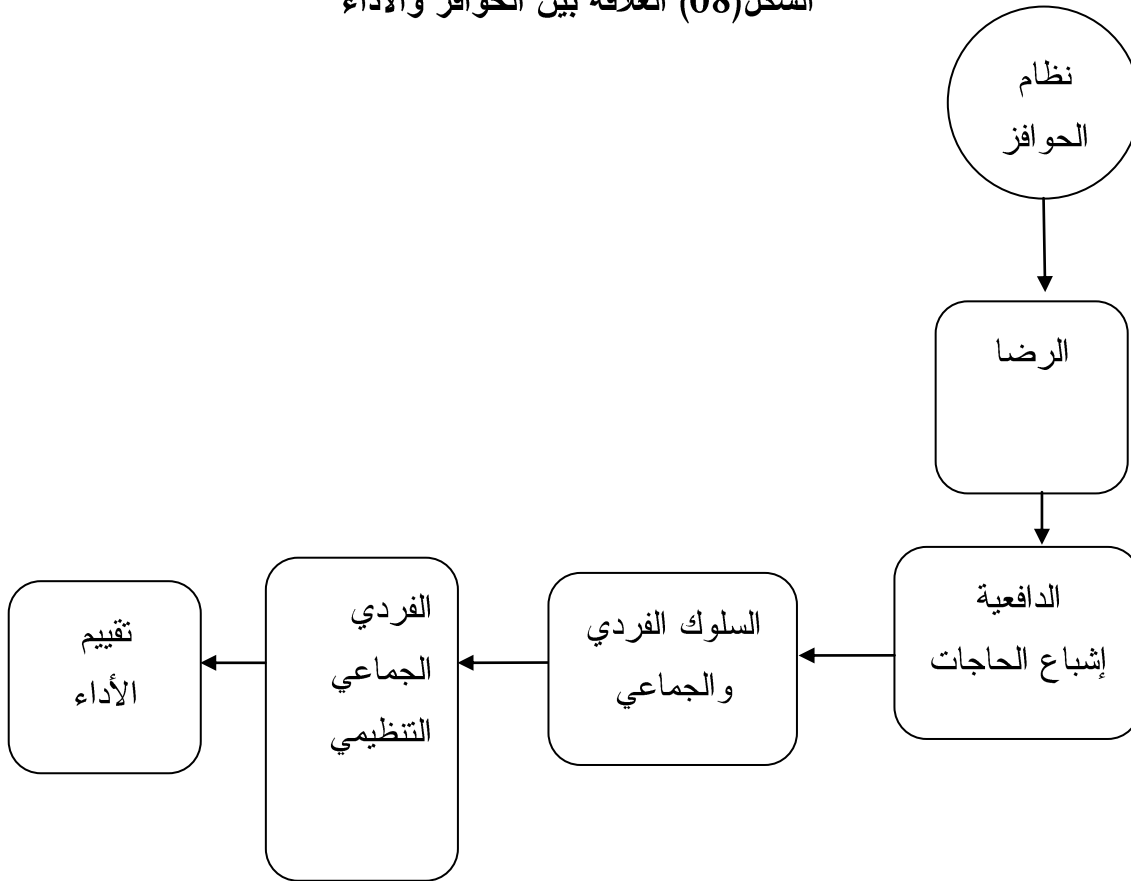 الشكل(08) العلاقة بين الحوافز والأداء
نظام
الحوافز
الرضا
الدافعية
إشباع الحاجات
السلوك الفردي
والجماعي
الفردي
الجماعي
التنظيمي
تقييم
الأداء